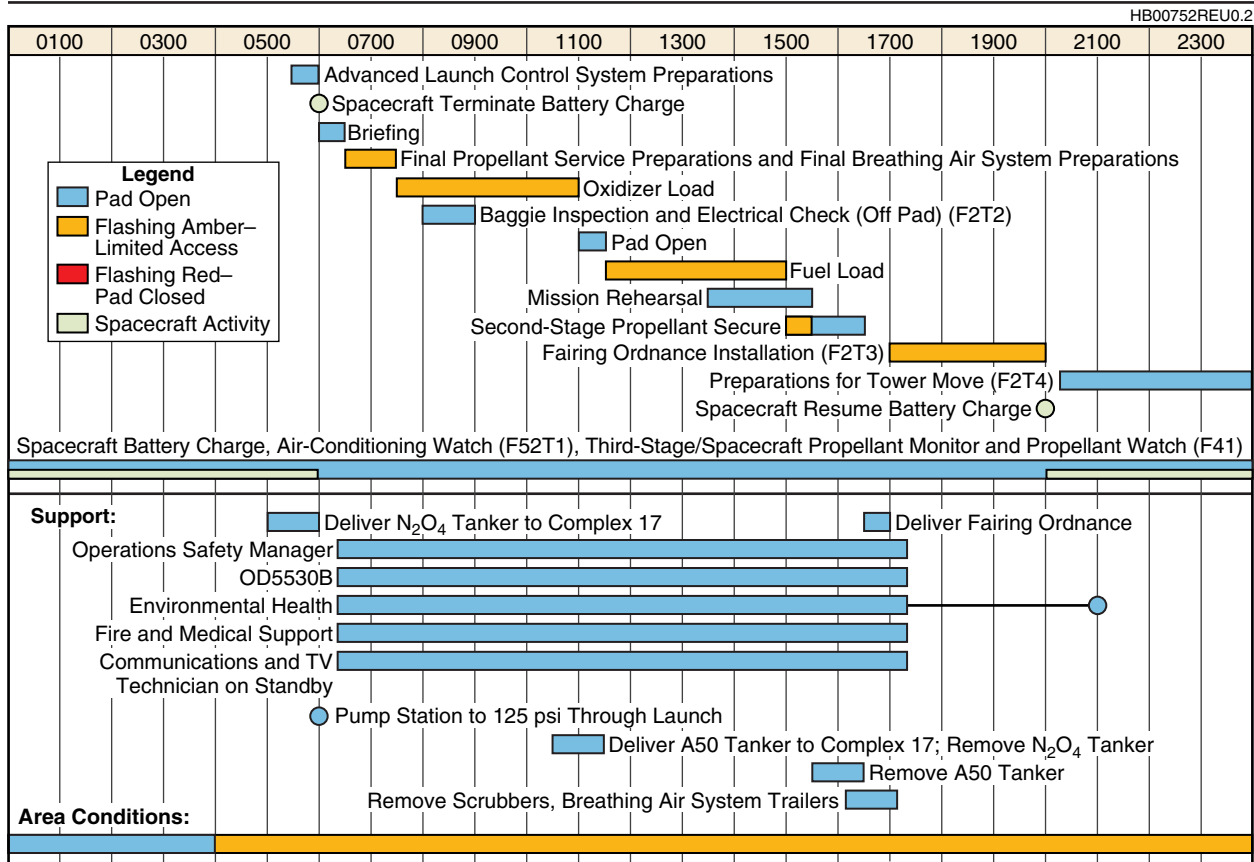 HB00752REU0.2
0100 0300 0500 0700 0900 1100 1300 1500 1700 1900 2100 2300
Advanced Launch Control System Preparations
Spacecraft Terminate Battery Charge
Briefing
Final Propellant Service Preparations and Final Breathing Air System Preparations
Legend
Pad Open
Flashing Amber–
Limited Access
Flashing Red–
Pad Closed
Spacecraft Activity
Oxidizer Load
Baggie Inspection and Electrical Check (Off Pad) (F2T2)
Pad Open
Fuel Load
Mission Rehearsal
Second-Stage Propellant Secure
Fairing Ordnance Installation (F2T3)
Preparations for Tower Move (F2T4)
Spacecraft Resume Battery Charge
Spacecraft Battery Charge, Air-Conditioning Watch (F52T1), Third-Stage/Spacecraft Propellant Monitor and Propellant Watch (F41)
Support:
Deliver N₂O₄ Tanker to Complex 17
Deliver Fairing Ordnance
Operations Safety Manager
OD5530B
Environmental Health
Fire and Medical Support
Communications and TV
Technician on Standby
Pump Station to 125 psi Through Launch
Deliver A50 Tanker to Complex 17; Remove N₂O₄ Tanker
Remove A50 Tanker
Remove Scrubbers, Breathing Air System Trailers
Area Conditions: